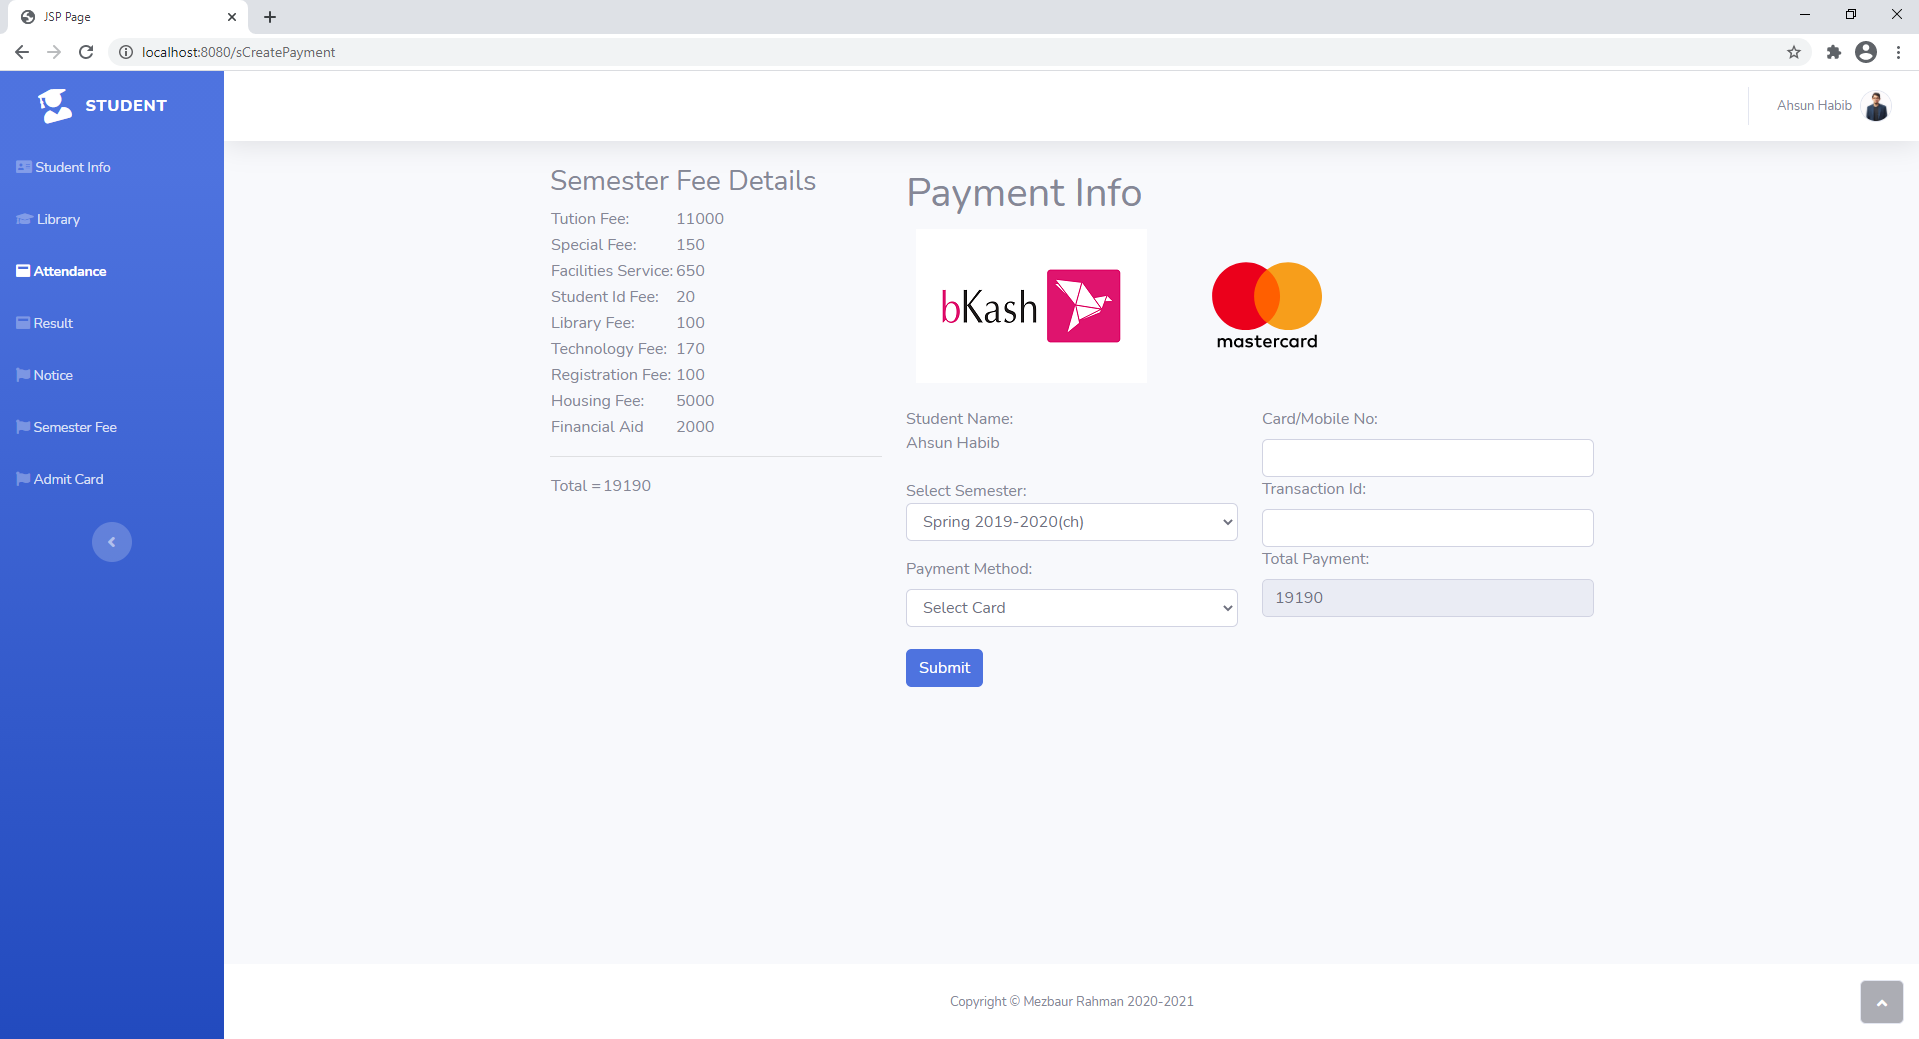 JSP Page
localhost:8080/sCreatePayment
STUDENT
Student Info
Library
Attendance
Result
Notice
Semester Fee
Admit Card
Ahsun Habib
Semester Fee Details
Tution Fee: 11000
Special Fee: 150
Facilities Service: 650
Student Id Fee: 20
Library Fee: 100
Technology Fee: 170
Registration Fee: 100
Housing Fee: 5000
Financial Aid 2000
Total = 19190
Payment Info
bKash
mastercard
Student Name:
Ahsun Habib
Select Semester:
Spring 2019-2020(ch)
Payment Method:
Select Card
Submit
Card/Mobile No:
Transaction Id:
Total Payment:
19190
Copyright © Mezbaur Rahman 2020-2021